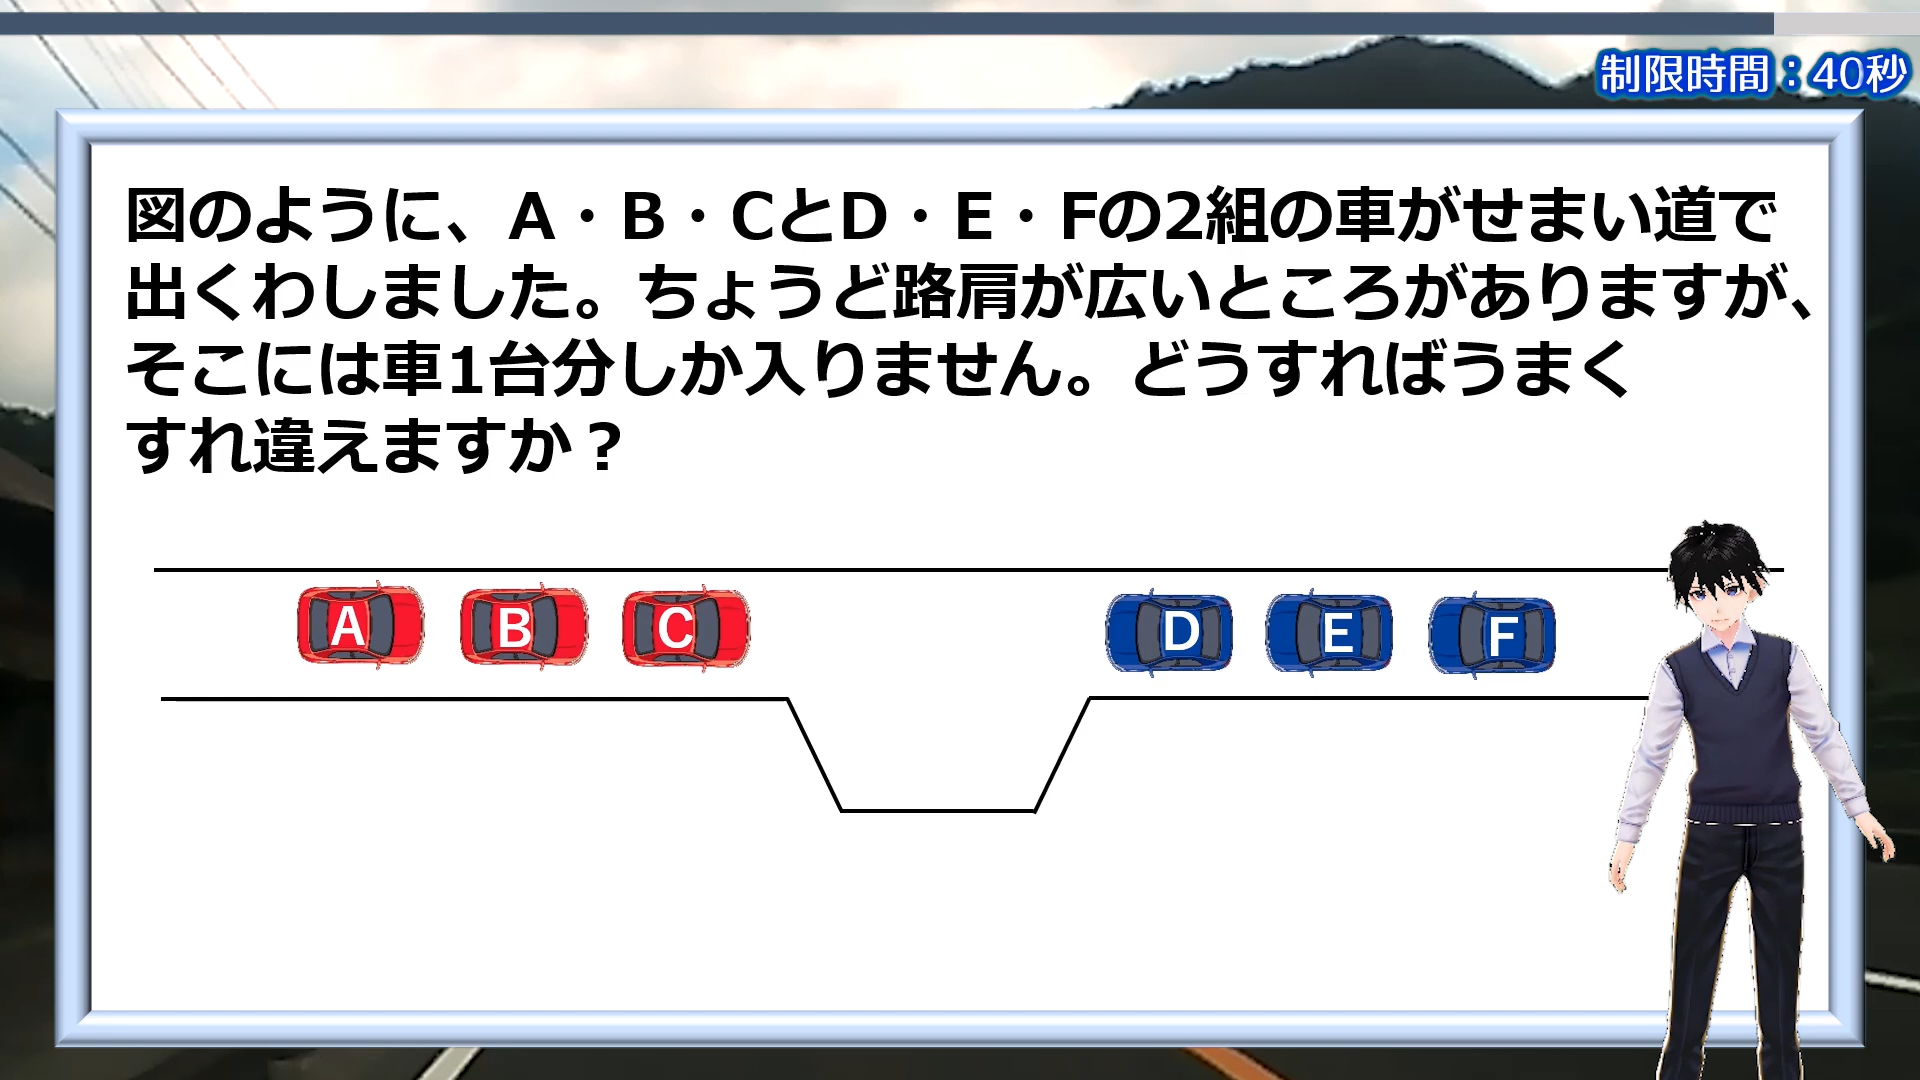 制限時間：40秒
図のように、A・B・CとD・E・Fの2組の車がせまい道で
出くわしました。ちょうど路肩が広いところがありますが、
そこには車1台分しか入りません。どうすればうまく
すれ違えますか？
A B C D E F